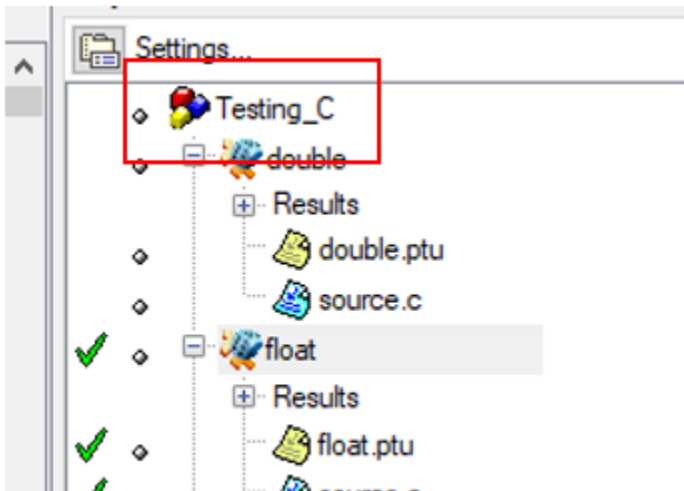 Settings...
Testing_C
double
Results
double.ptu
source.c
float
Results
float.ptu